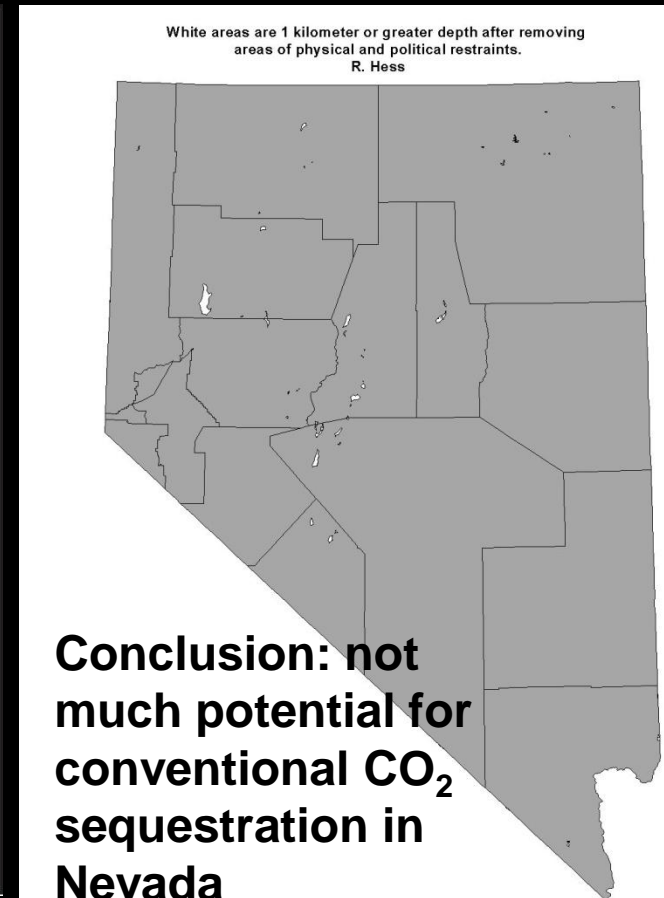 White areas are 1 kilometer or greater depth after removing
areas of physical and political restraints.
R. Hess
Conclusion: not
much potential for
conventional CO₂
sequestration in
Nevada